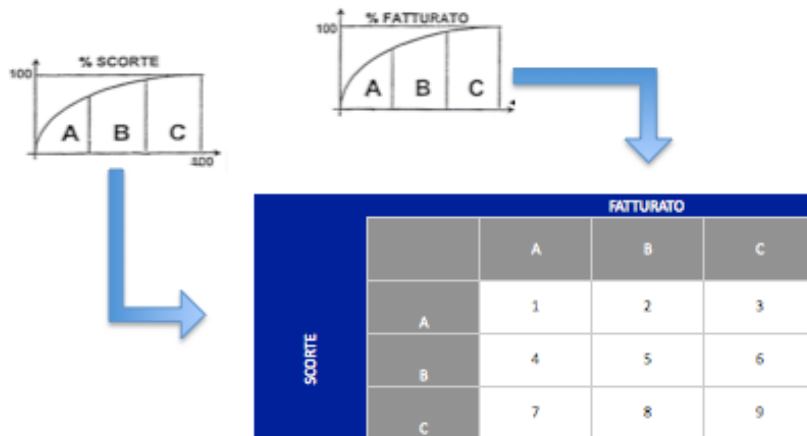 % SCORTE
100
A B C
100
% FATTURATO
100
A B C
FATTURATO
A B C
SCORTE
A 1 2 3
B 4 5 6
C 7 8 9